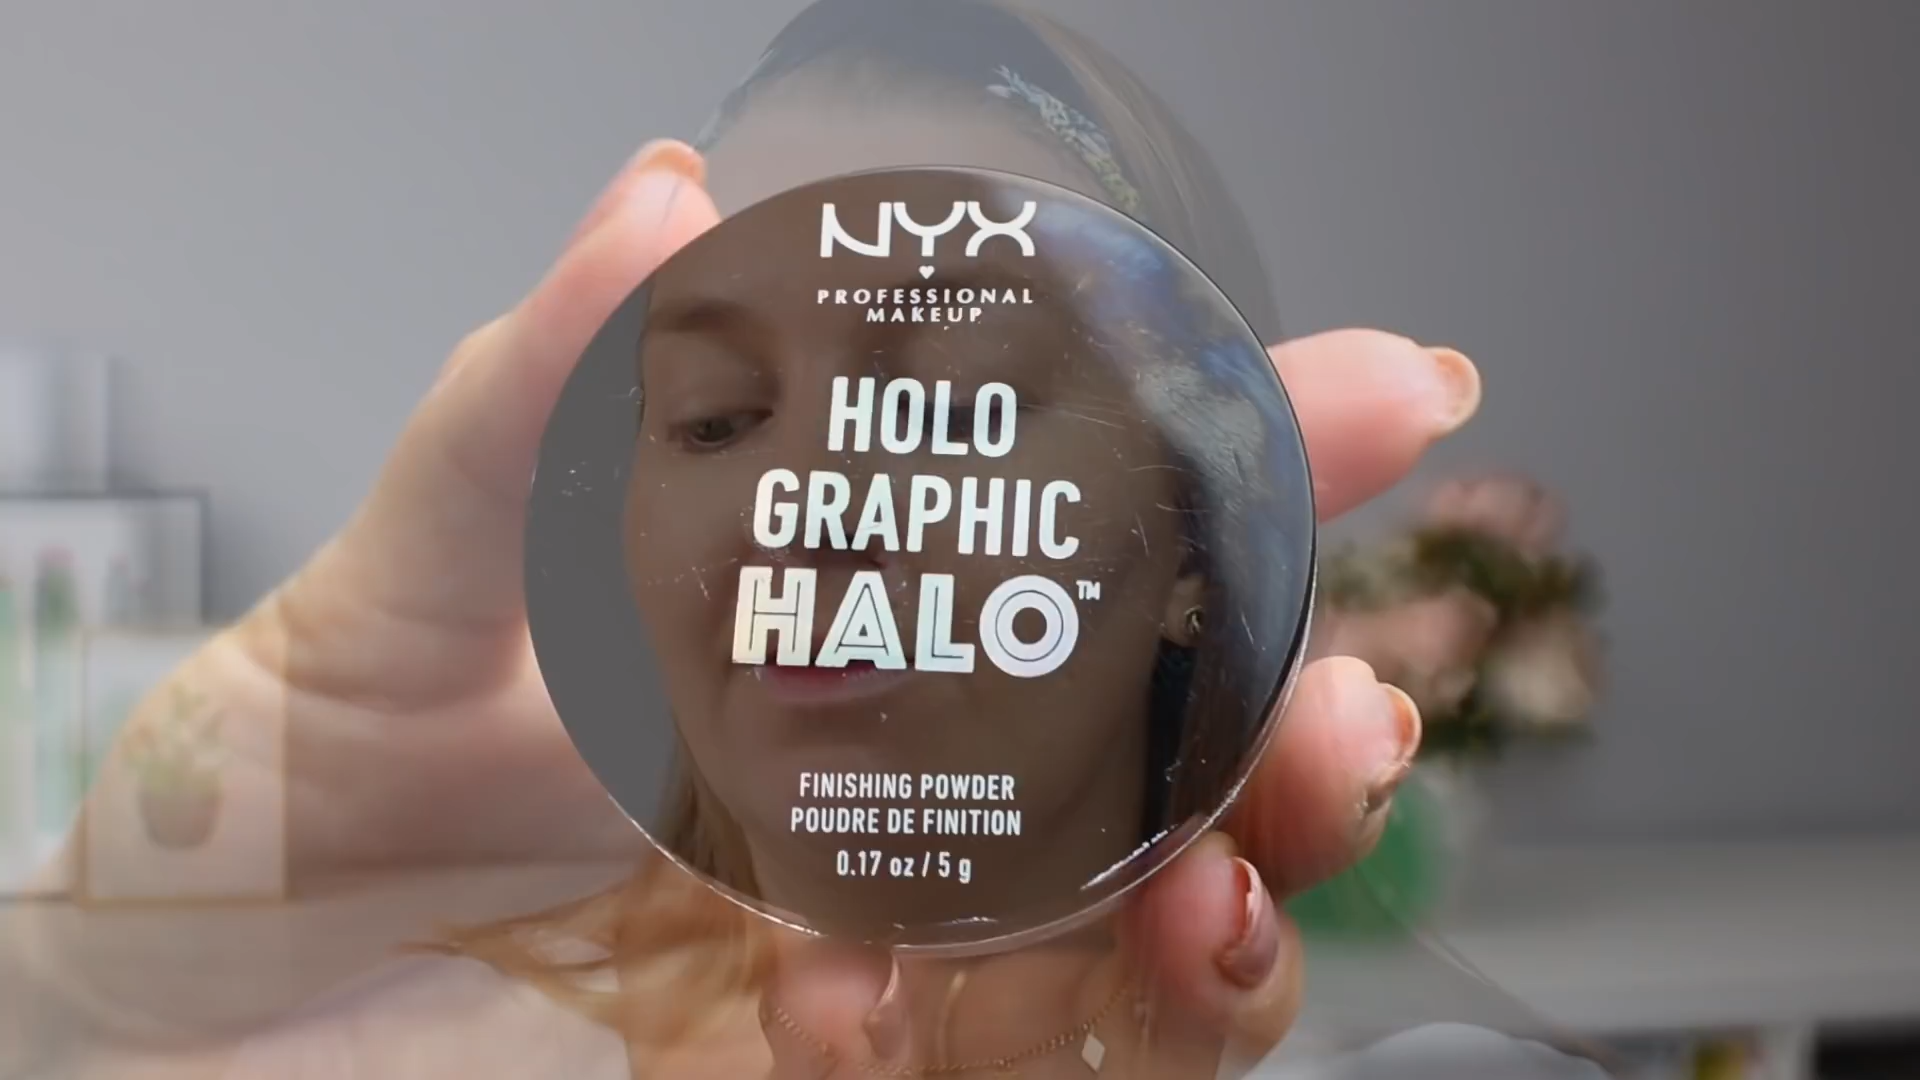 NYX
PROFESSIONAL
MAKEUP
HOLO
GRAPHIC
HALO™
FINISHING POWDER
POUDRE DE FINITION
0.17 oz / 5 g